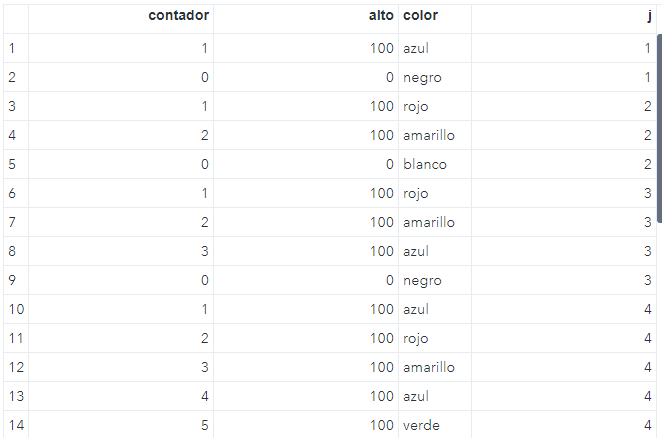 contador alto color j
1 1 100 azul 1
2 0 0 negro 1
3 1 100 rojo 2
4 2 100 amarillo 2
5 0 0 blanco 2
6 1 100 rojo 3
7 2 100 amarillo 3
8 3 100 azul 3
9 0 0 negro 3
10 1 100 azul 4
11 2 100 rojo 4
12 3 100 amarillo 4
13 4 100 azul 4
14 5 100 verde 4